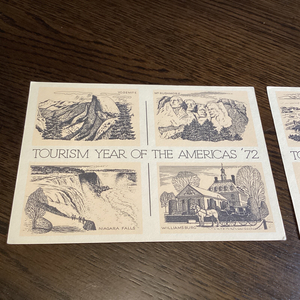 TOURISM YEAR OF THE AMERICAS '72
NIAGARA FALLS
WILLIAMSBURG